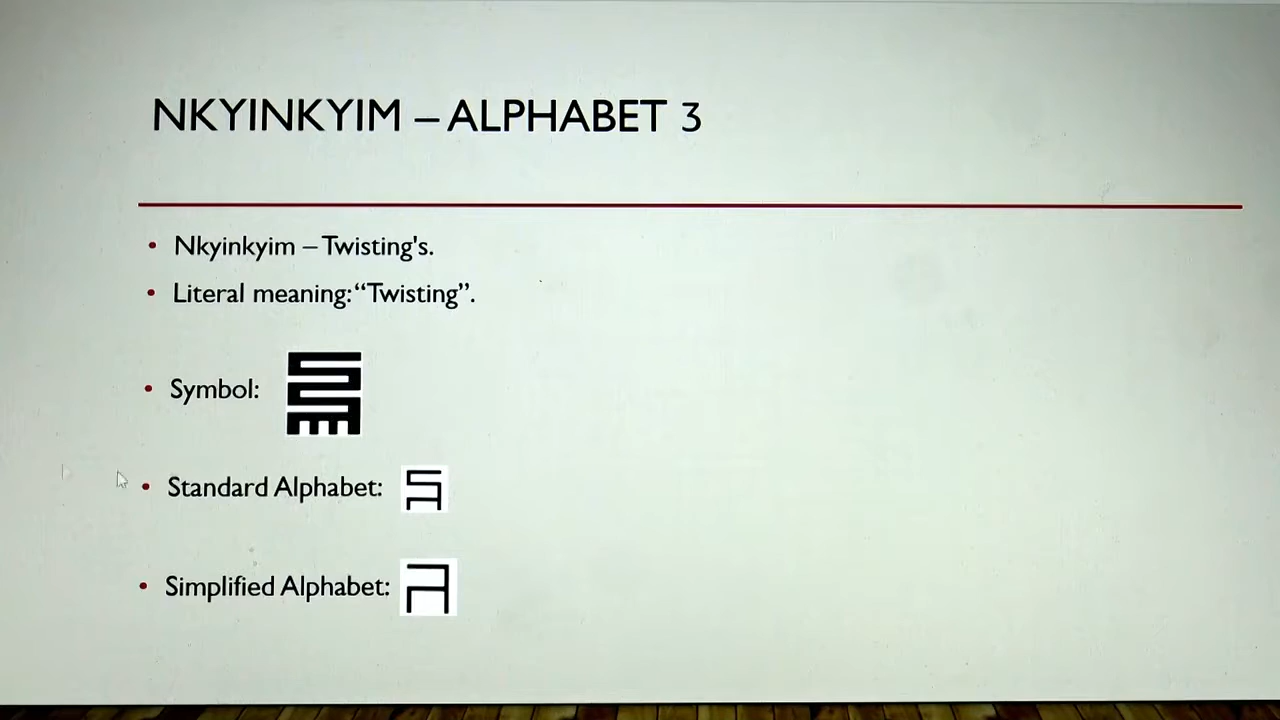 NKYINKYIM – ALPHABET 3
• Nkyinkyim – Twisting's.
• Literal meaning: “Twisting”.
• Symbol:
• Standard Alphabet:
• Simplified Alphabet: